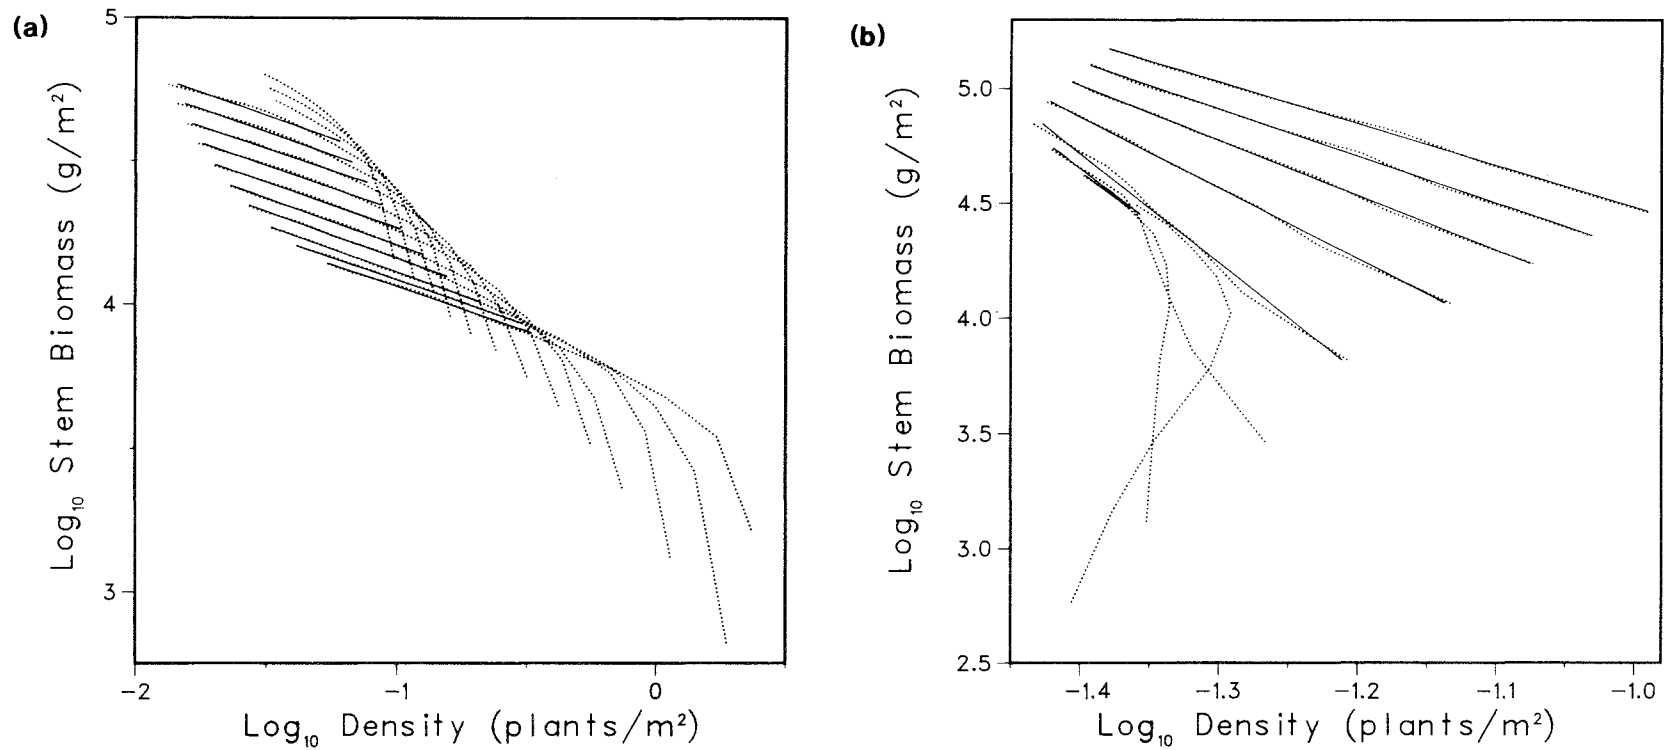 (a)
5
4
3
−2
−1
0
Log₁₀ Stem Biomass (g/m²)
Log₁₀ Density (plants/m²)
(b)
5.0
4.5
4.0
3.5
3.0
2.5
−1.4
−1.3
−1.2
−1.1
−1.0
Log₁₀ Stem Biomass (g/m²)
Log₁₀ Density (plants/m²)